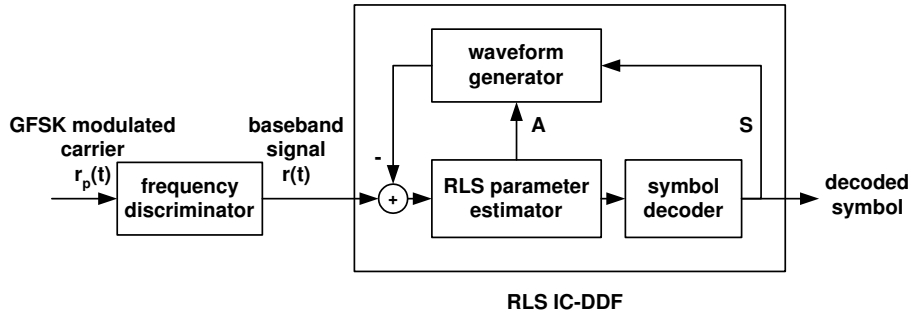 waveform
generator
GFSK modulated
carrier
r_p(t)
baseband
signal
r(t)
A
S
-
frequency
discriminator
+
RLS parameter
estimator
symbol
decoder
decoded
symbol
RLS IC-DDF